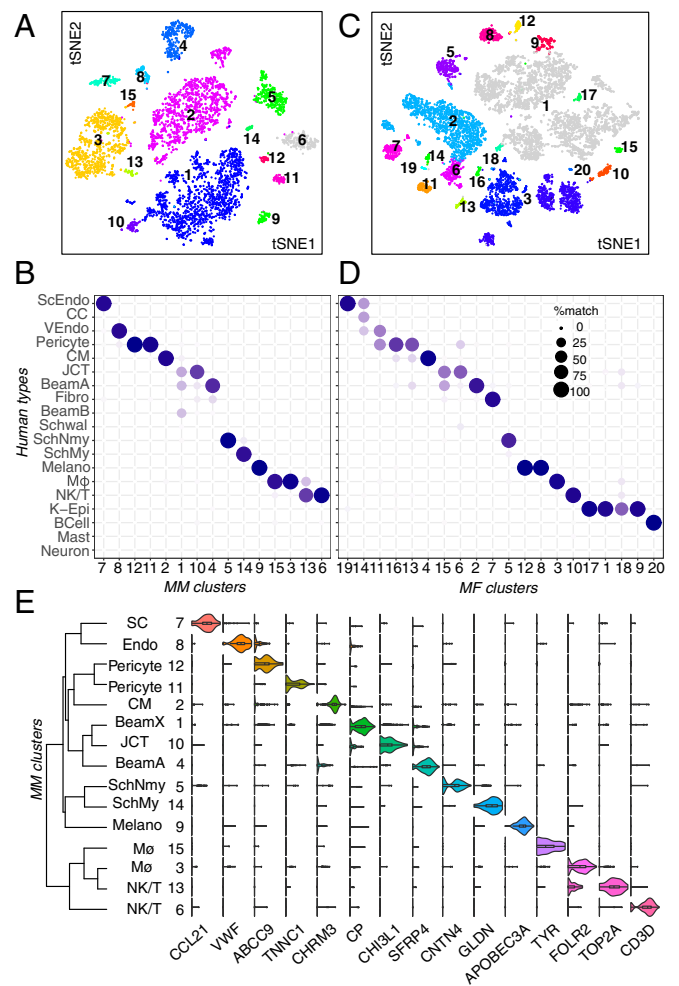 A
tSNE2
4
7
8
15
5
2
3
14
6
13
12
1
11
10
9
tSNE1
C
tSNE2
12
8
9
5
17
1
2
7
14
18
15
19
6
20
10
11
16
3
13
tSNE1
B
D
Human types
ScEndo
CC
VEndo
Pericyte
CM
JCT
BeamA
Fibro
BeamB
Schwal
SchNmy
SchMy
Melano
Mϕ
NK/T
K−Epi
BCell
Mast
Neuron
%match
0
25
50
75
100
7 8 12 11 2 1 10 4 5 14 9 15 3 13 6
MM clusters
19 14 11 16 13 4 15 6 2 7 5 12 8 3 10 17 1 18 9 20
MF clusters
E
MM clusters
SC 7
Endo 8
Pericyte 12
Pericyte 11
CM 2
BeamX 1
JCT 10
BeamA 4
SchNmy 5
SchMy 14
Melano 9
Mø 15
Mø 3
NK/T 13
NK/T 6
CCL21
VWF
ABCC9
TNNC1
CHRM3
CP
CHI3L1
SFRP4
CNTN4
GLDN
APOBEC3A
TYR
FOLR2
TOP2A
CD3D